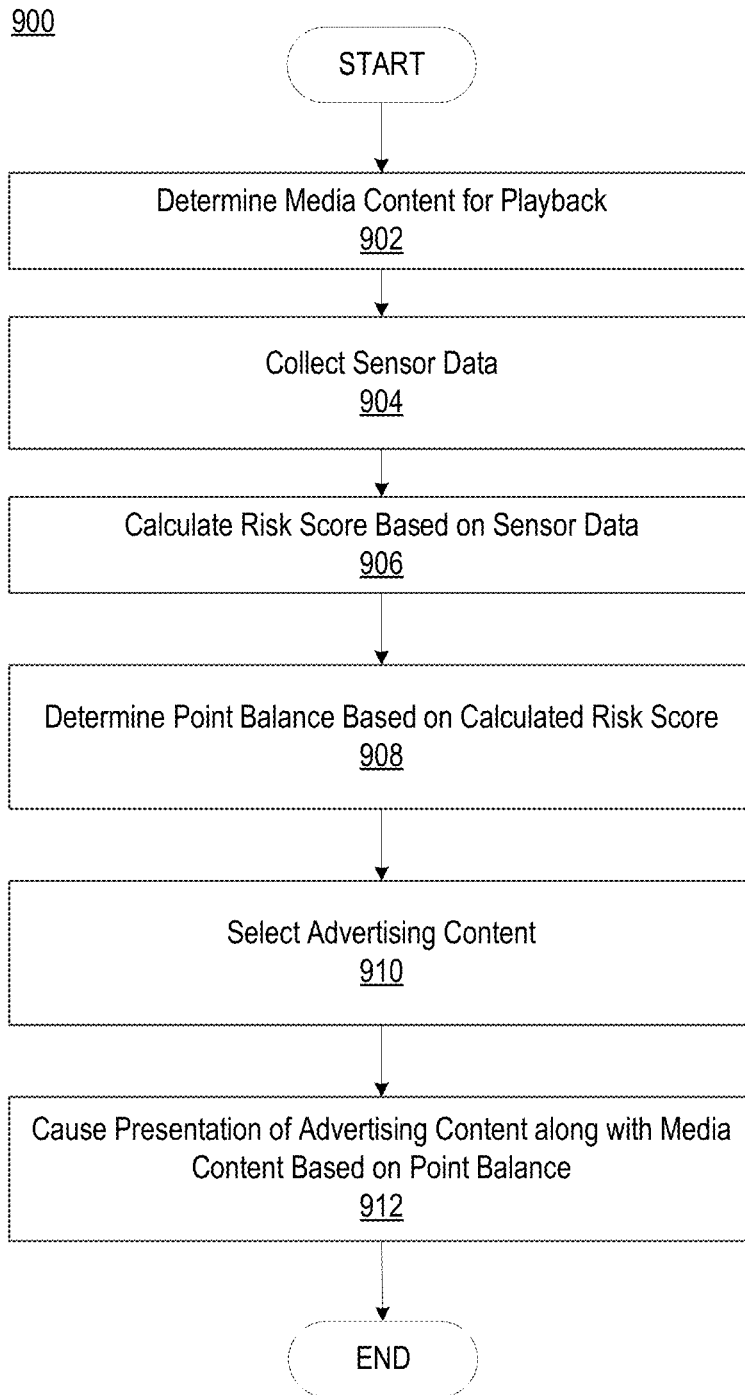 900
START
Determine Media Content for Playback
902
Collect Sensor Data
904
Calculate Risk Score Based on Sensor Data
906
Determine Point Balance Based on Calculated Risk Score
908
Select Advertising Content
910
Cause Presentation of Advertising Content along with Media
Content Based on Point Balance
912
END